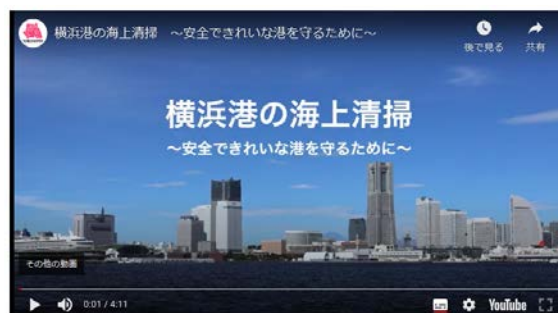 横浜港の海上清掃　～安全できれいな港を守るために～
後で見る
共有
横浜港の海上清掃
～安全できれいな港を守るために～
その他の動画
0:01 / 4:11
YouTube